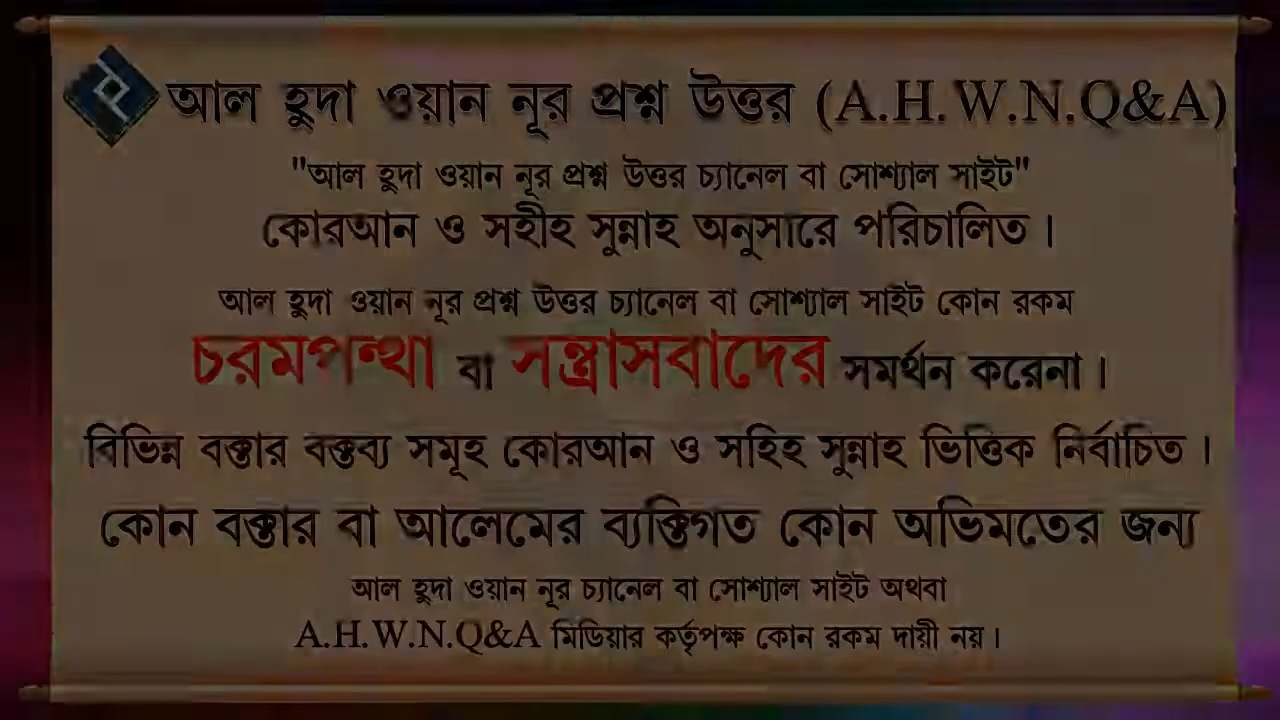 আল হুদা ওয়ান নূর প্রশ্ন উত্তর (A.H.W.N.Q&A)
"আল হুদা ওয়ান নূর প্রশ্ন উত্তর চ্যানেল বা সোশ্যাল সাইট"
কোরআন ও সহীহ সুন্নাহ অনুসারে পরিচালিত।
আল হুদা ওয়ান নূর প্রশ্ন উত্তর চ্যানেল বা সোশ্যাল সাইট কোন রকম
চরমপন্থা বা সন্ত্রাসবাদের সমর্থন করেনা।
বিভিন্ন বক্তার বক্তব্য সমূহ কোরআন ও সহিহ সুন্নাহ ভিত্তিক নির্বাচিত।
কোন বক্তার বা আলেমের ব্যক্তিগত কোন অভিমতের জন্য
আল হুদা ওয়ান নূর চ্যানেল বা সোশ্যাল সাইট অথবা
A.H.W.N.Q&A মিডিয়ার কর্তৃপক্ষ কোন রকম দায়ী নয়।